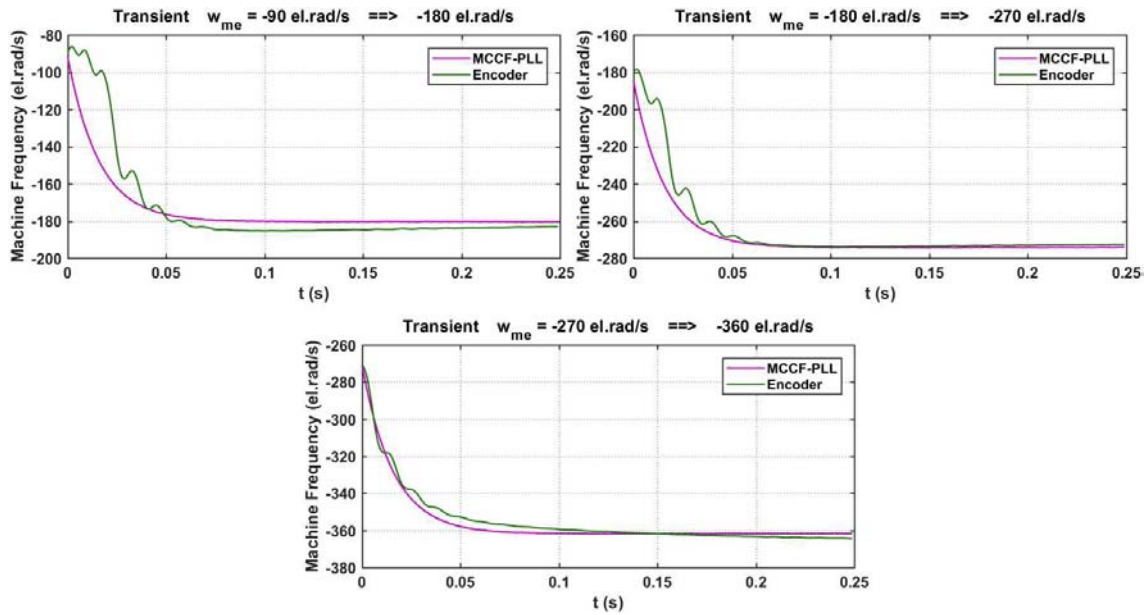 Transient w_me = -90 el.rad/s ==> -180 el.rad/s
-80
-100
-120
-140
-160
-180
-200
Machine Frequency (el.rad/s)
MCCF-PLL
Encoder
0 0.05 0.1 0.15 0.2 0.25
t (s)
Transient w_me = -180 el.rad/s ==> -270 el.rad/s
-160
-180
-200
-220
-240
-260
-280
Machine Frequency (el.rad/s)
MCCF-PLL
Encoder
0 0.05 0.1 0.15 0.2 0.25
t (s)
Transient w_me = -270 el.rad/s ==> -360 el.rad/s
-260
-280
-300
-320
-340
-360
-380
Machine Frequency (el.rad/s)
MCCF-PLL
Encoder
0 0.05 0.1 0.15 0.2 0.25
t (s)